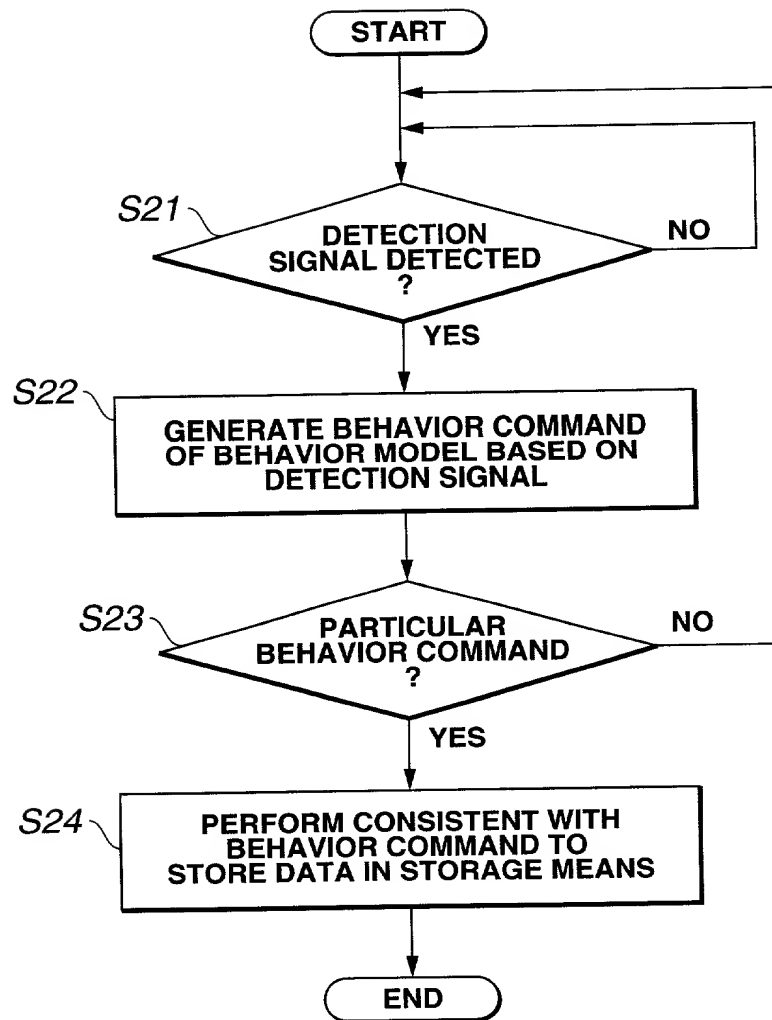 START
S21
DETECTION
SIGNAL DETECTED
?
NO
YES
S22
GENERATE BEHAVIOR COMMAND
OF BEHAVIOR MODEL BASED ON
DETECTION SIGNAL
S23
PARTICULAR
BEHAVIOR COMMAND
?
NO
YES
S24
PERFORM CONSISTENT WITH
BEHAVIOR COMMAND TO
STORE DATA IN STORAGE MEANS
END